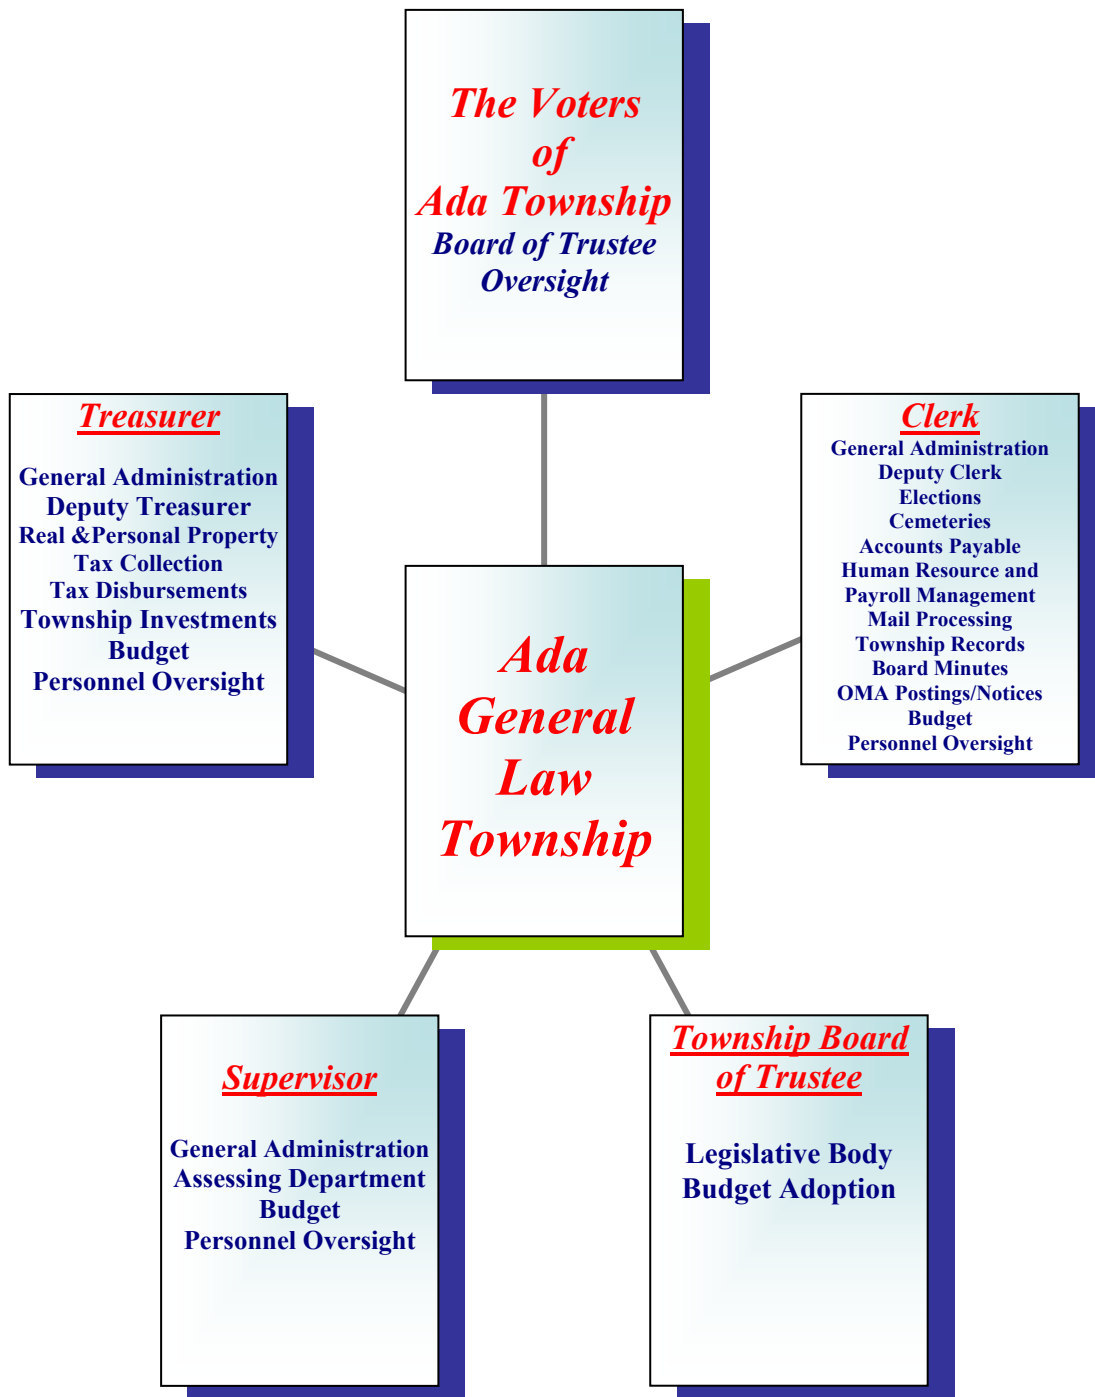 The Voters
of
Ada Township
Board of Trustee
Oversight
Treasurer
General Administration
Deputy Treasurer
Real &Personal Property
Tax Collection
Tax Disbursements
Township Investments
Budget
Personnel Oversight
Clerk
General Administration
Deputy Clerk
Elections
Cemeteries
Accounts Payable
Human Resource and
Payroll Management
Mail Processing
Township Records
Board Minutes
OMA Postings/Notices
Budget
Personnel Oversight
Ada
General
Law
Township
Supervisor
General Administration
Assessing Department
Budget
Personnel Oversight
Township Board
of Trustee
Legislative Body
Budget Adoption